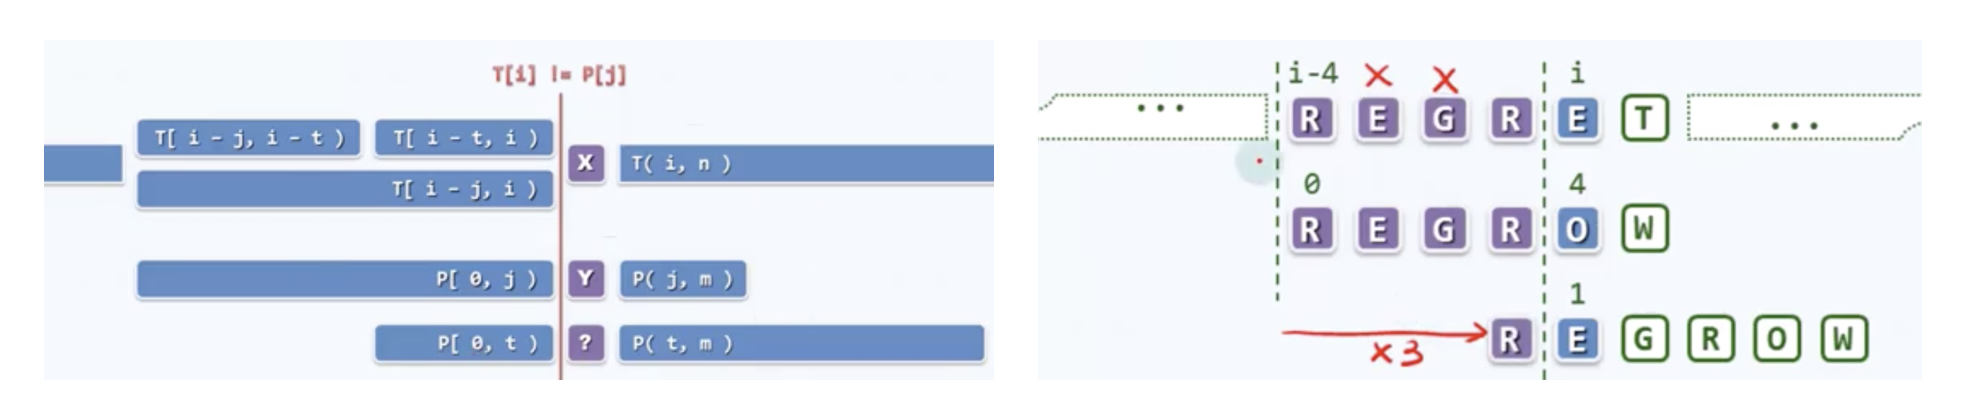 T[i] != P[j]
T[ i - j, i - t ) T[ i - t, i )
X T( i, n )
T[ i - j, i )
P[ 0, j ) Y P( j, m )
P[ 0, t ) ? P( t, m )
i-4 × × i
... R E G R E T ...
0 4
R E G R O W
1
R E G R O W
×3